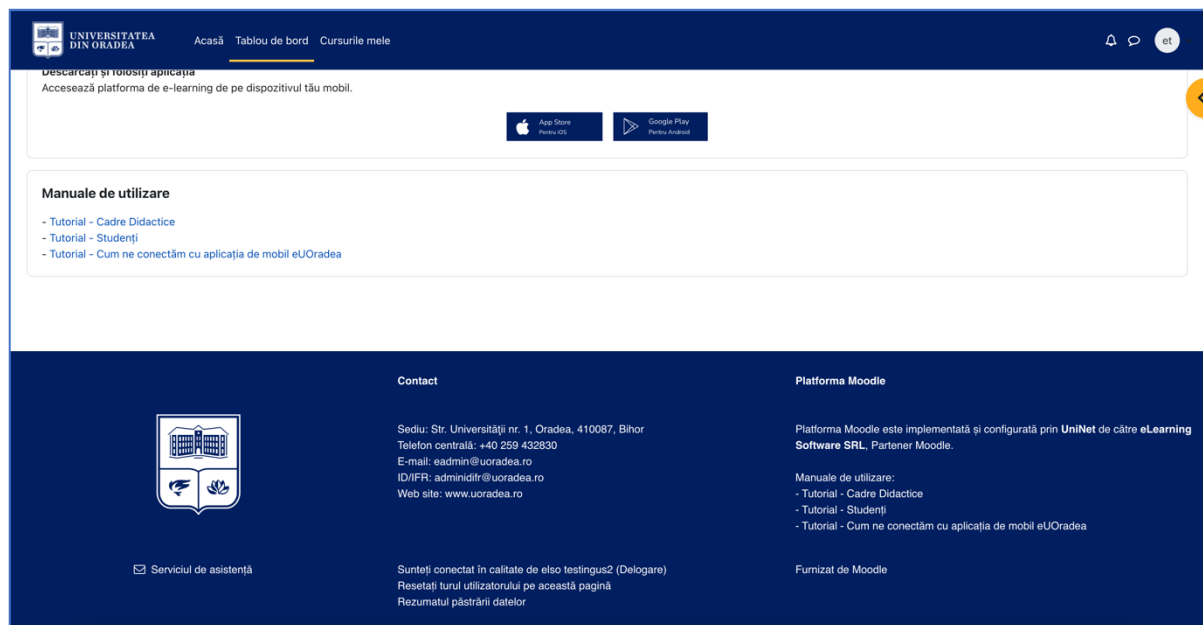 UNIVERSITATEA
DIN ORADEA
Acasă Tablou de bord Cursurile mele
et
Descărcați și folosiți aplicația
Accesează platforma de e-learning de pe dispozitivul tău mobil.
App Store
Pentru iOS
Google Play
Pentru Android
Manuale de utilizare
- Tutorial - Cadre Didactice
- Tutorial - Studenți
- Tutorial - Cum ne conectăm cu aplicația de mobil eUOradea
Contact
Sediu: Str. Universităţii nr. 1, Oradea, 410087, Bihor
Telefon centrală: +40 259 432830
E-mail: eadmin@uoradea.ro
ID/IFR: adminidifr@uoradea.ro
Web site: www.uoradea.ro
Platforma Moodle
Platforma Moodle este implementată și configurată prin UniNet de către eLearning
Software SRL, Partener Moodle.
Manuale de utilizare:
- Tutorial - Cadre Didactice
- Tutorial - Studenți
- Tutorial - Cum ne conectăm cu aplicația de mobil eUOradea
Serviciul de asistență
Sunteți conectat în calitate de elso testingus2 (Delogare)
Resetați turul utilizatorului pe această pagină
Rezumatul păstrării datelor
Furnizat de Moodle